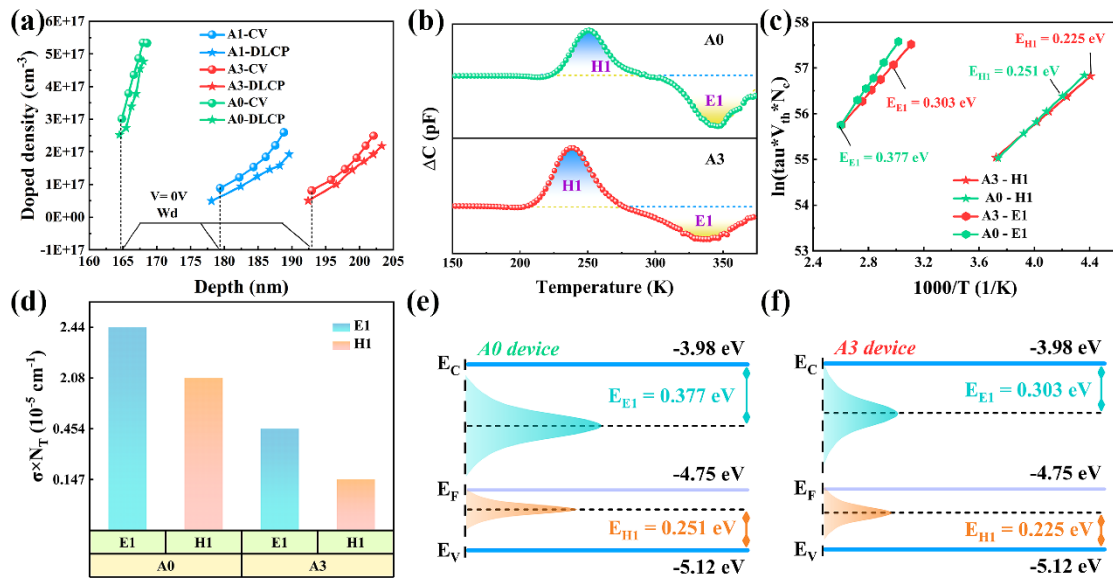 (a)
Doped density (cm⁻³)
6E+17
5E+17
4E+17
3E+17
2E+17
1E+17
0E+00
-1E+17
A1-CV
A1-DLCP
A3-CV
A3-DLCP
A0-CV
A0-DLCP
V= 0V
Wd
160 165 170 175 180 185 190 195 200 205
Depth (nm)
(b)
ΔC (pF)
A0
H1
E1
A3
H1
E1
150 200 250 300 350
Temperature (K)
(c)
ln(tau*Vth*Nc)
59
58
57
56
55
54
53
EH1 = 0.225 eV
EH1 = 0.251 eV
EE1 = 0.303 eV
EE1 = 0.377 eV
A3 - H1
A0 - H1
A3 - E1
A0 - E1
2.4 2.8 3.2 3.6 4.0 4.4
1000/T (1/K)
(d)
σ×NT (10⁻⁵ cm⁻¹)
2.44
2.08
0.454
0.147
E1
H1
E1 H1 E1 H1
A0 A3
(e)
A0 device
-3.98 eV
EC
EE1 = 0.377 eV
-4.75 eV
EF
EH1 = 0.251 eV
EV
-5.12 eV
(f)
A3 device
-3.98 eV
EC
EE1 = 0.303 eV
-4.75 eV
EF
EH1 = 0.225 eV
EV
-5.12 eV